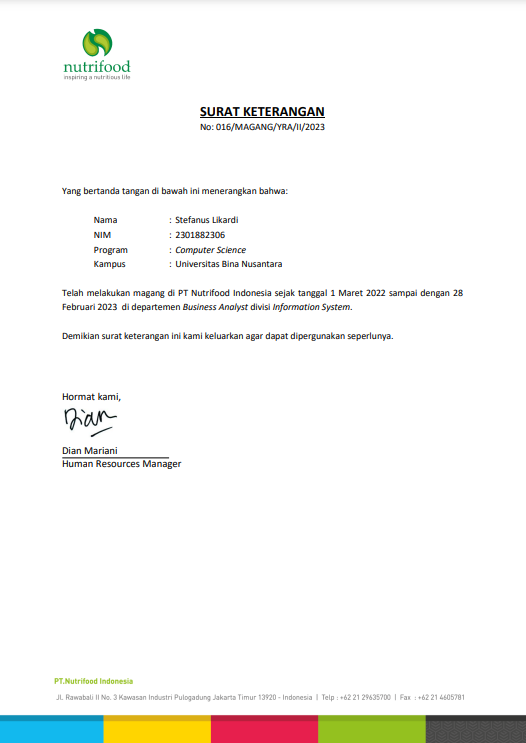 nutrifood
inspiring a nutritious life
SURAT KETERANGAN
No: 016/MAGANG/YRA/II/2023
Yang bertanda tangan di bawah ini menerangkan bahwa:
Nama : Stefanus Likardi
NIM : 2301882306
Program : Computer Science
Kampus : Universitas Bina Nusantara
Telah melakukan magang di PT Nutrifood Indonesia sejak tanggal 1 Maret 2022 sampai dengan 28
Februari 2023 di departemen Business Analyst divisi Information System.
Demikian surat keterangan ini kami keluarkan agar dapat dipergunakan seperlunya.
Hormat kami,
Dian
Dian Mariani
Human Resources Manager
PT.Nutrifood Indonesia
Jl. Rawabali II No. 3 Kawasan Industri Pulogadung Jakarta Timur 13920 - Indonesia | Telp : +62 21 29635700 | Fax : +62 21 4605781